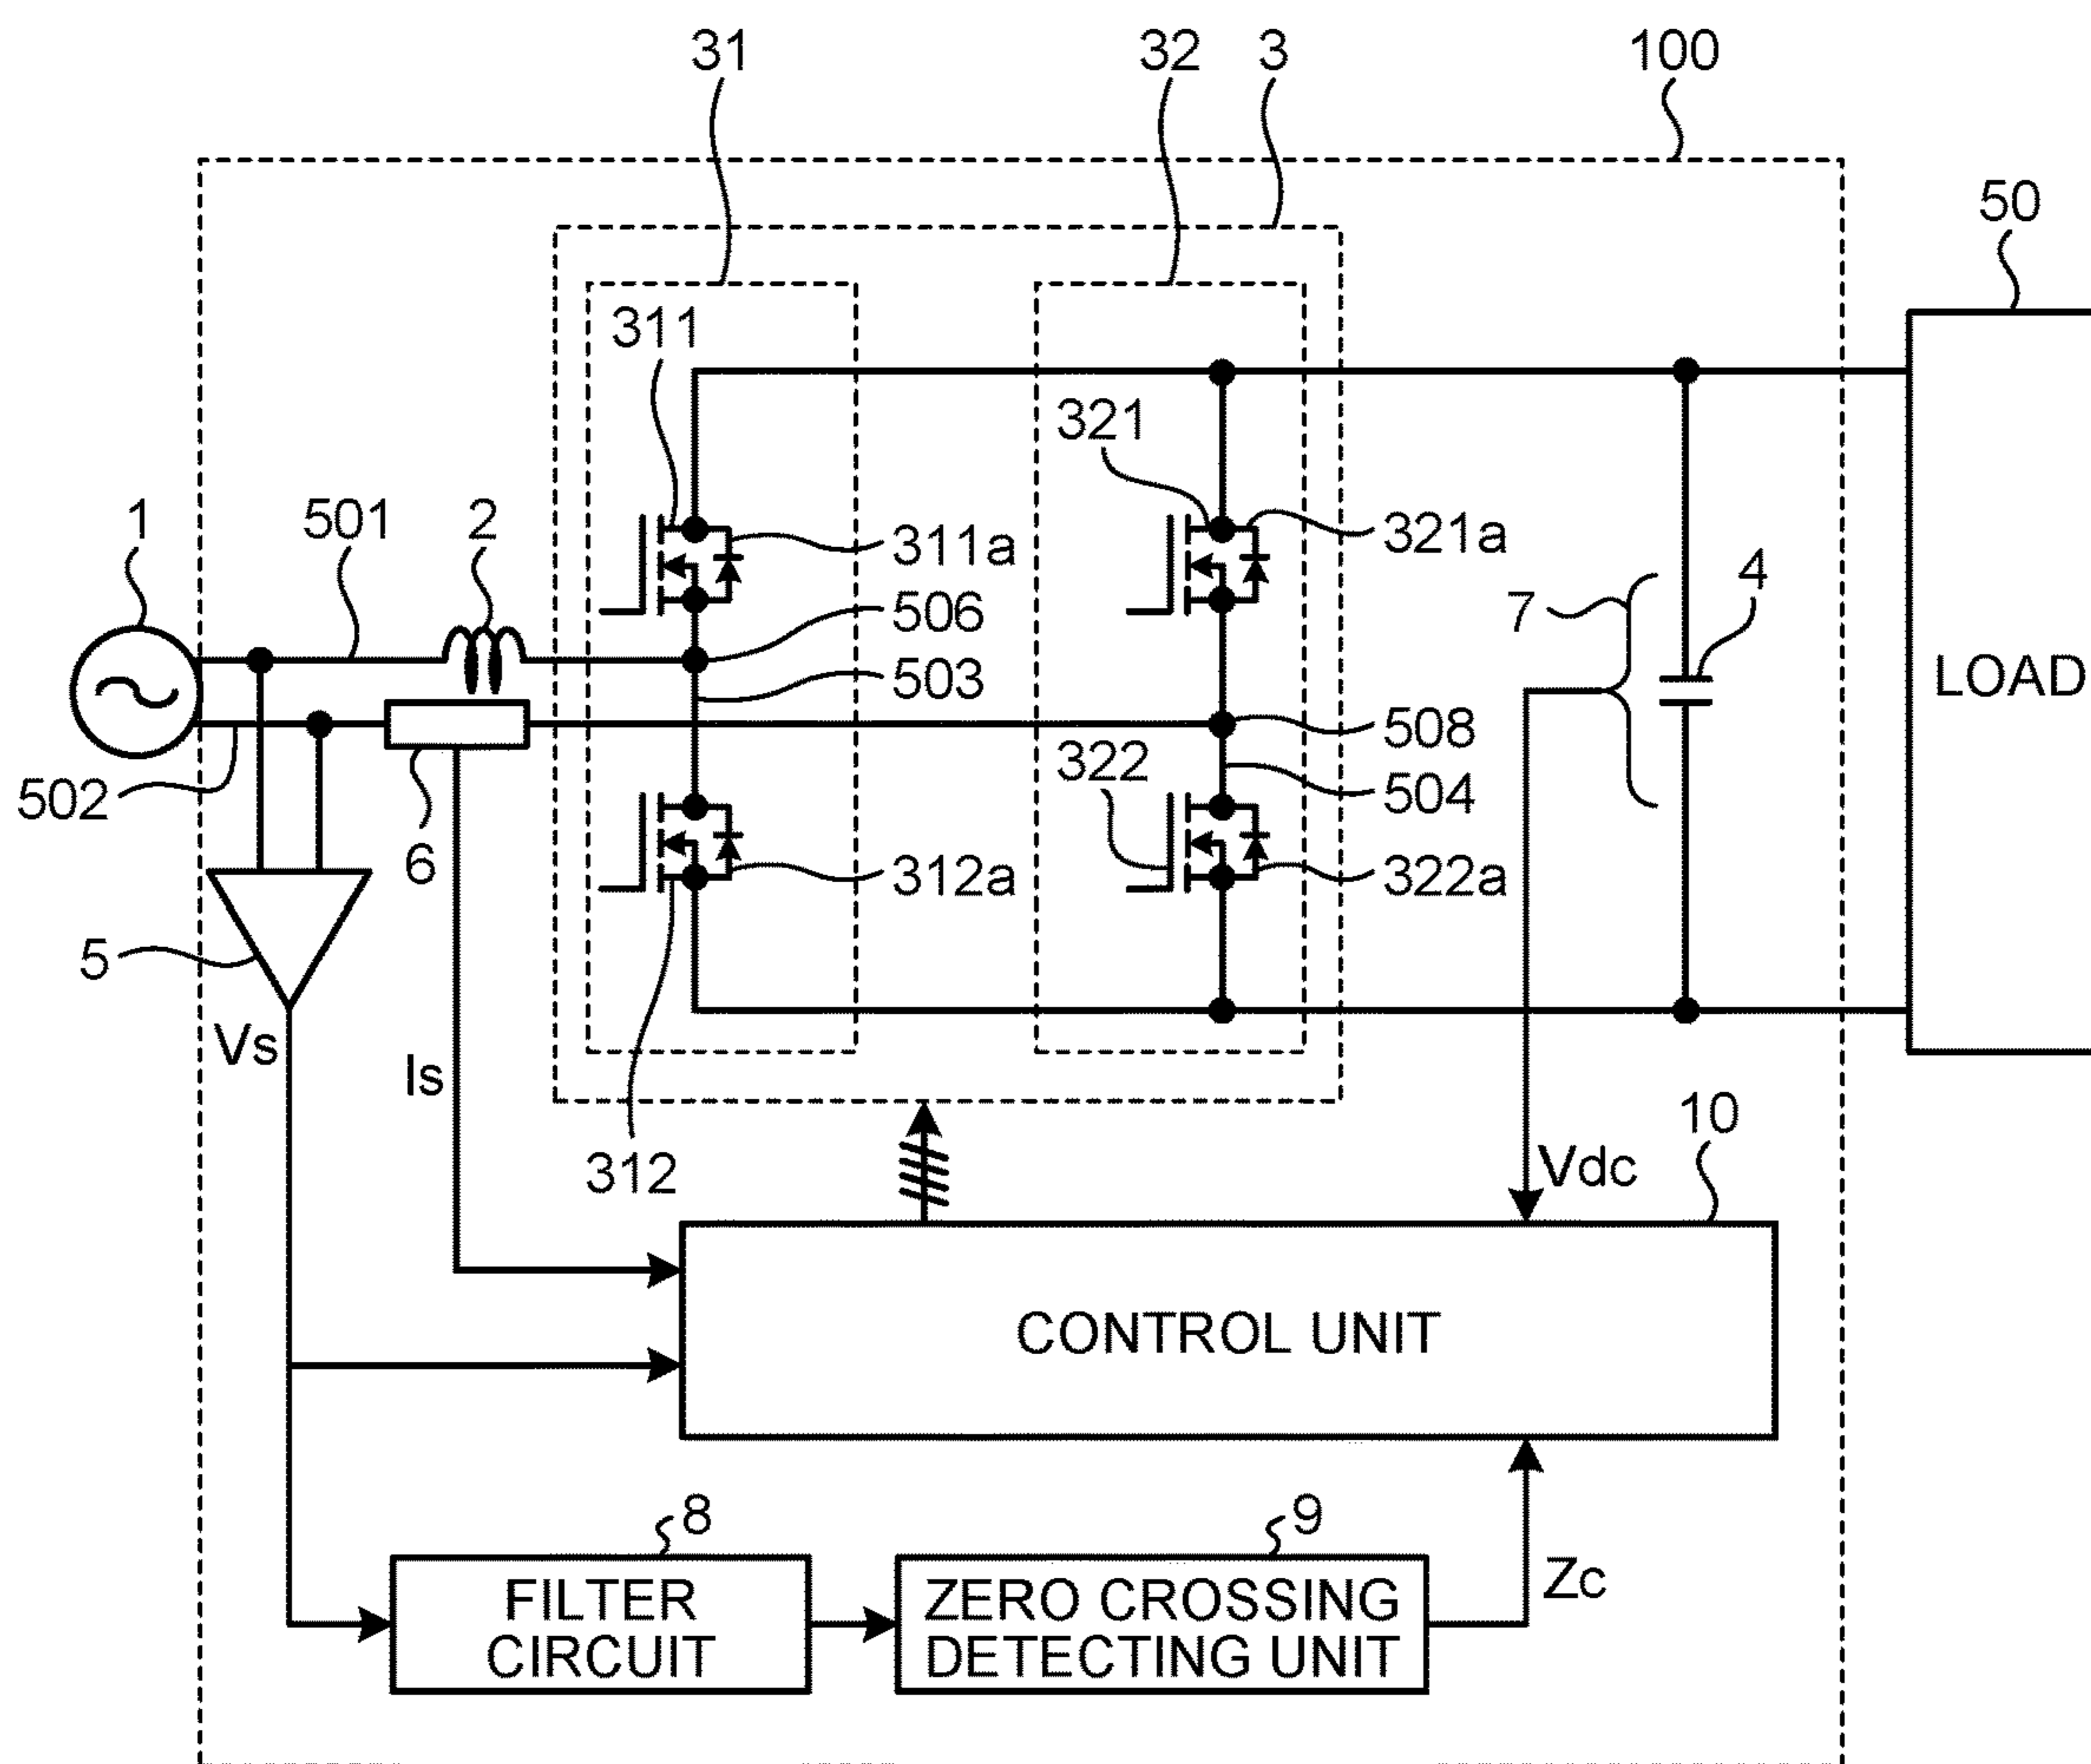 31
32
3
100
50
311
321
1
501
2
311a
321a
506
7
4
503
LOAD
508
322
504
502
6
312a
322a
5
Vs
Is
10
312
Vdc
CONTROL UNIT
8
9
Zc
FILTER
CIRCUIT
ZERO CROSSING
DETECTING UNIT